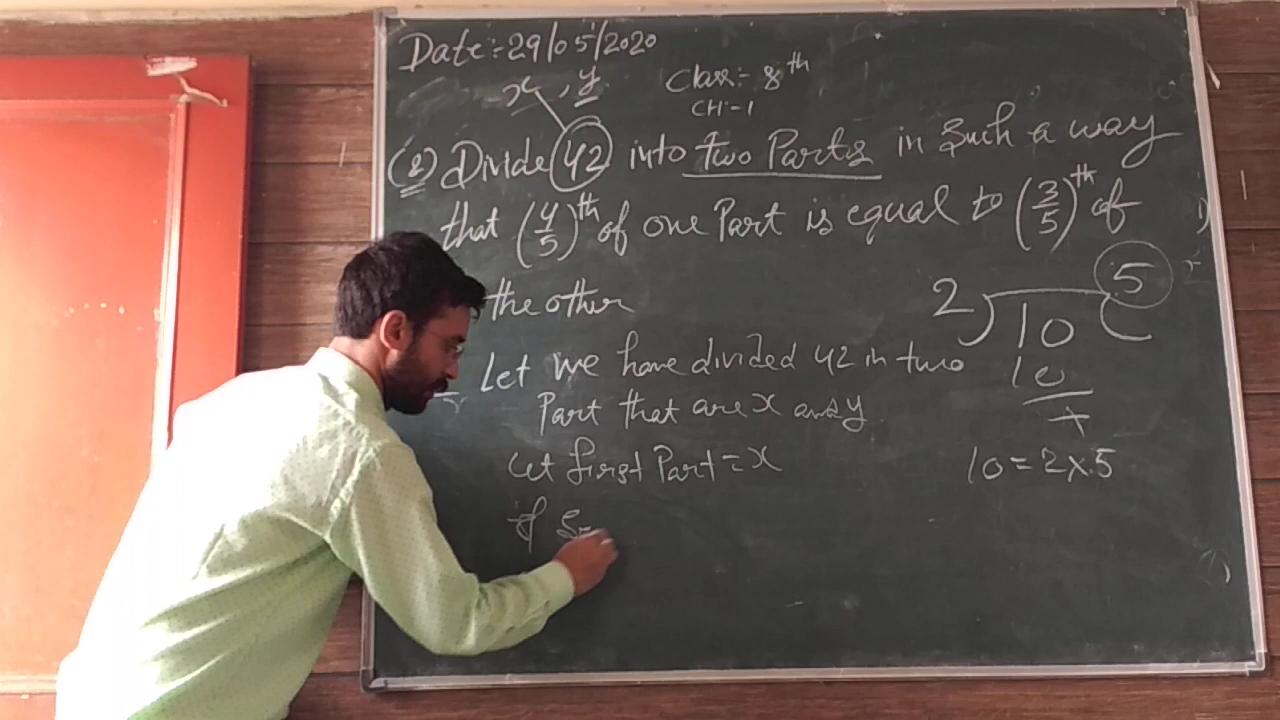 Date:-29/05/2020
x, y
Class:- 8th
CH:-1
(2) Divide 42 into two Parts in such a way
that (4/5)th of one Part is equal to (3/5)th of
the other
Let we have divided 42 in two
Part that are x and y
Let first Part = x
If Se
5
2) 10
10
x
10 = 2 x 5